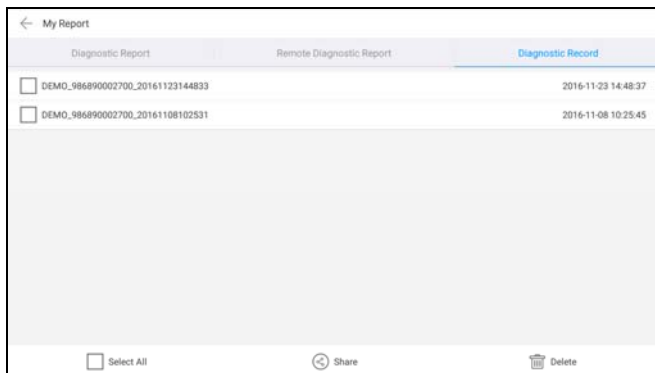 My Report
Diagnostic Report Remote Diagnostic Report Diagnostic Record
DEMO_986890002700_20161123144833 2016-11-23 14:48:37
DEMO_986890002700_20161108102531 2016-11-08 10:25:45
Select All Share Delete